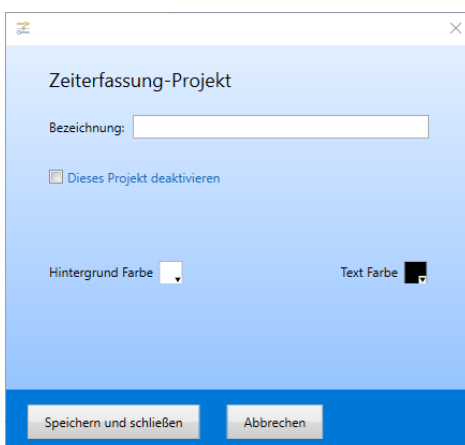 Zeiterfassung-Projekt
Bezeichnung:
Dieses Projekt deaktivieren
Hintergrund Farbe
Text Farbe
Speichern und schließen
Abbrechen